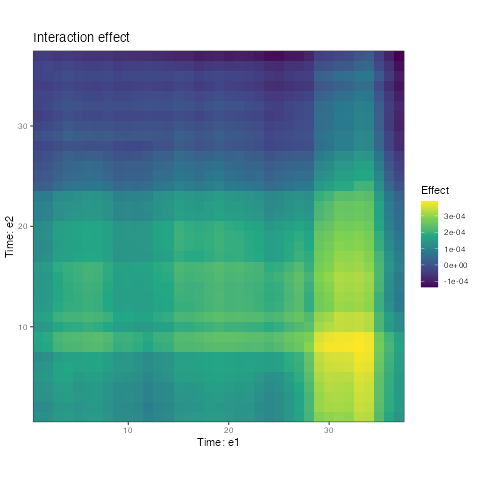 Interaction effect
Time: e2
30
20
10
10
20
30
Time: e1
Effect
3e-04
2e-04
1e-04
0e+00
-1e-04